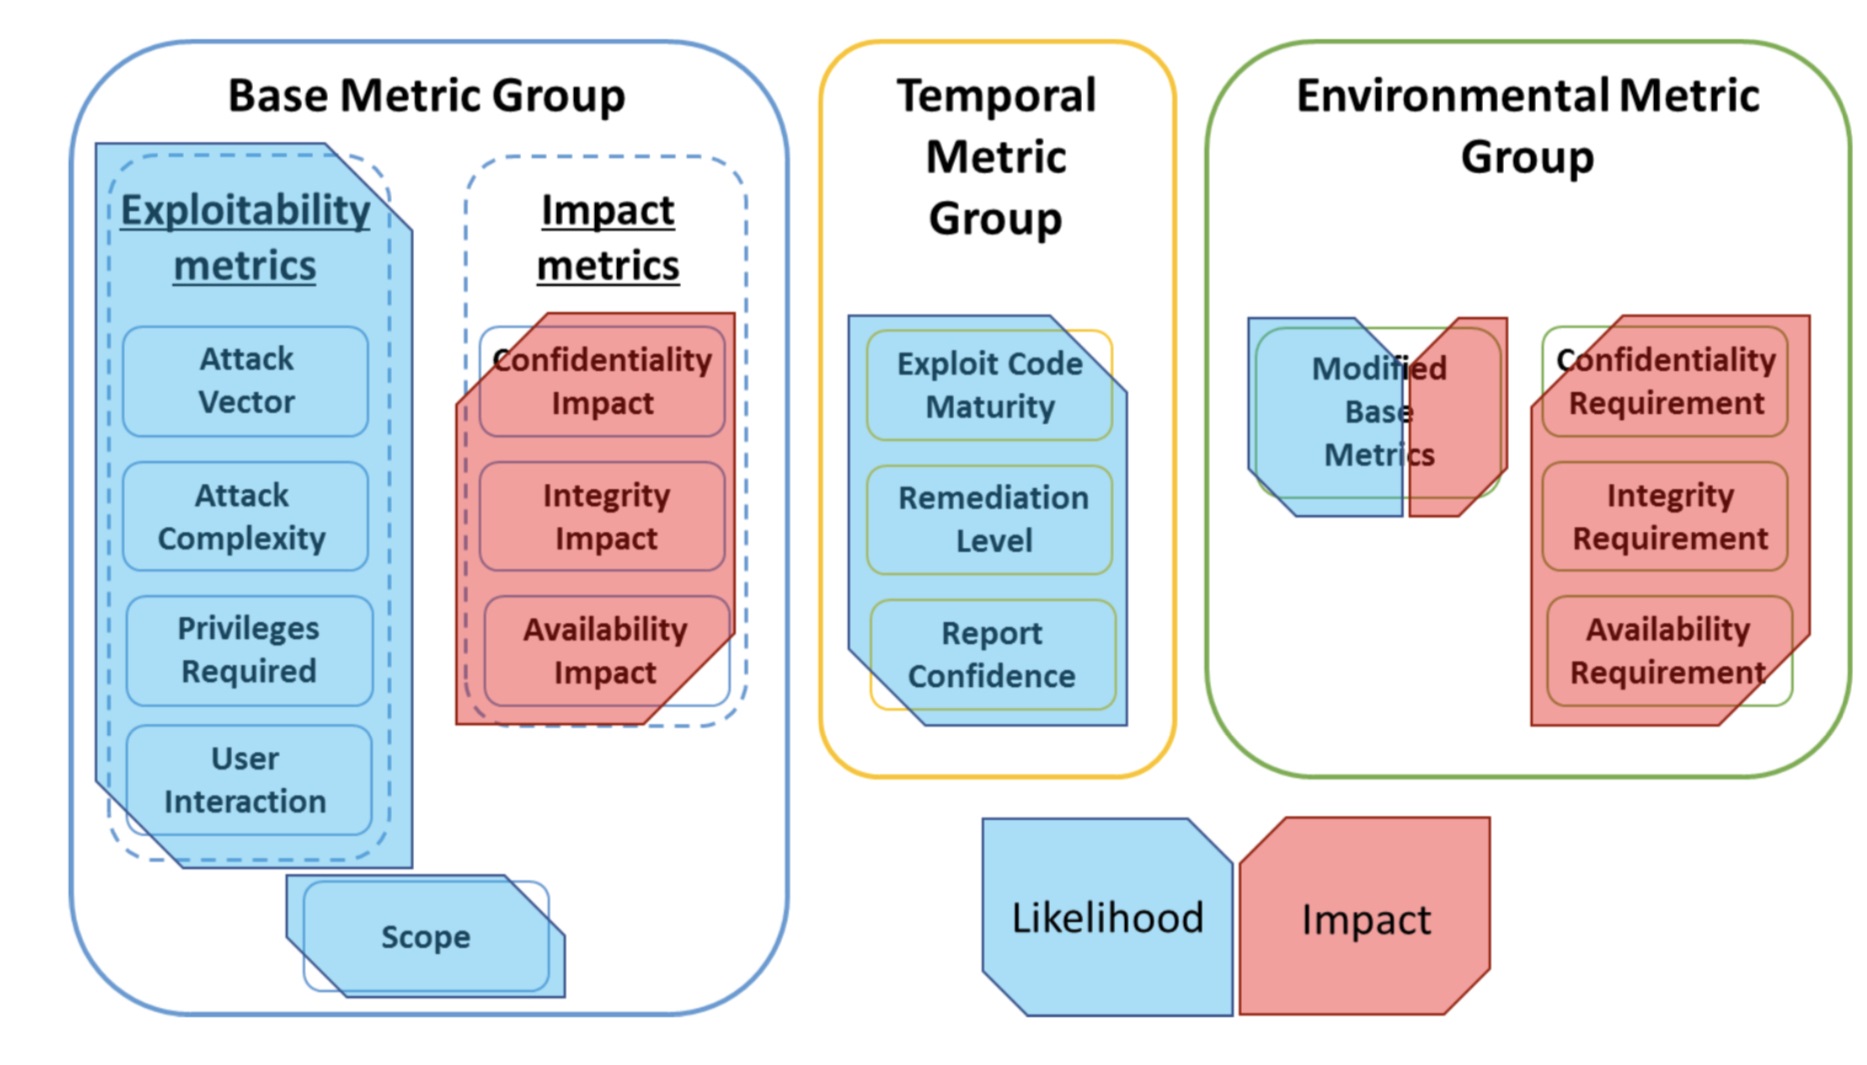 Base Metric Group
Exploitability
metrics
Attack
Vector
Attack
Complexity
Privileges
Required
User
Interaction
Impact
metrics
Confidentiality
Impact
Integrity
Impact
Availability
Impact
Scope
Temporal
Metric
Group
Exploit Code
Maturity
Remediation
Level
Report
Confidence
Environmental Metric
Group
Modified
Base
Metrics
Confidentiality
Requirement
Integrity
Requirement
Availability
Requirement
Likelihood
Impact